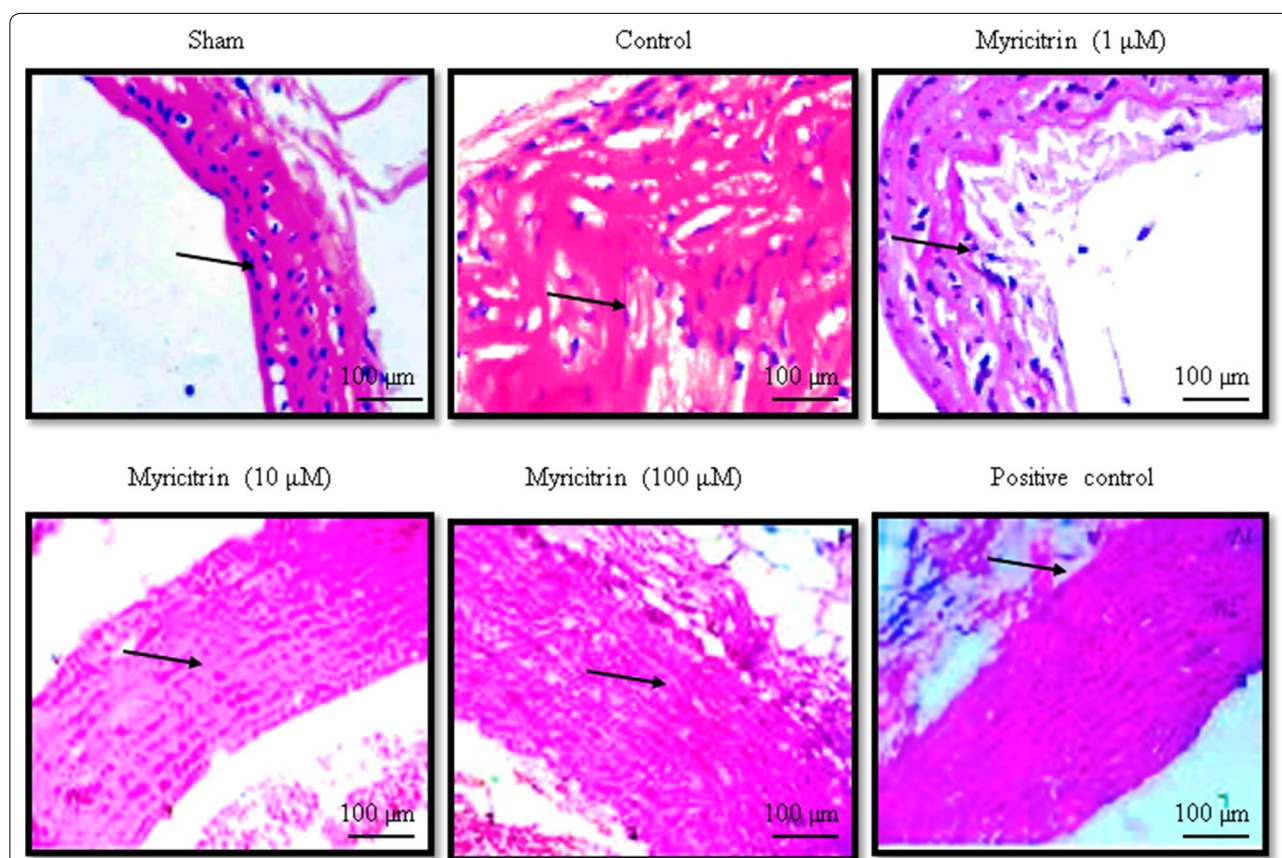 Sham
Control
Myricitrin (1 μM)
100 μm
100 μm
100 μm
Myricitrin (10 μM)
Myricitrin (100 μM)
Positive control
100 μm
100 μm
100 μm